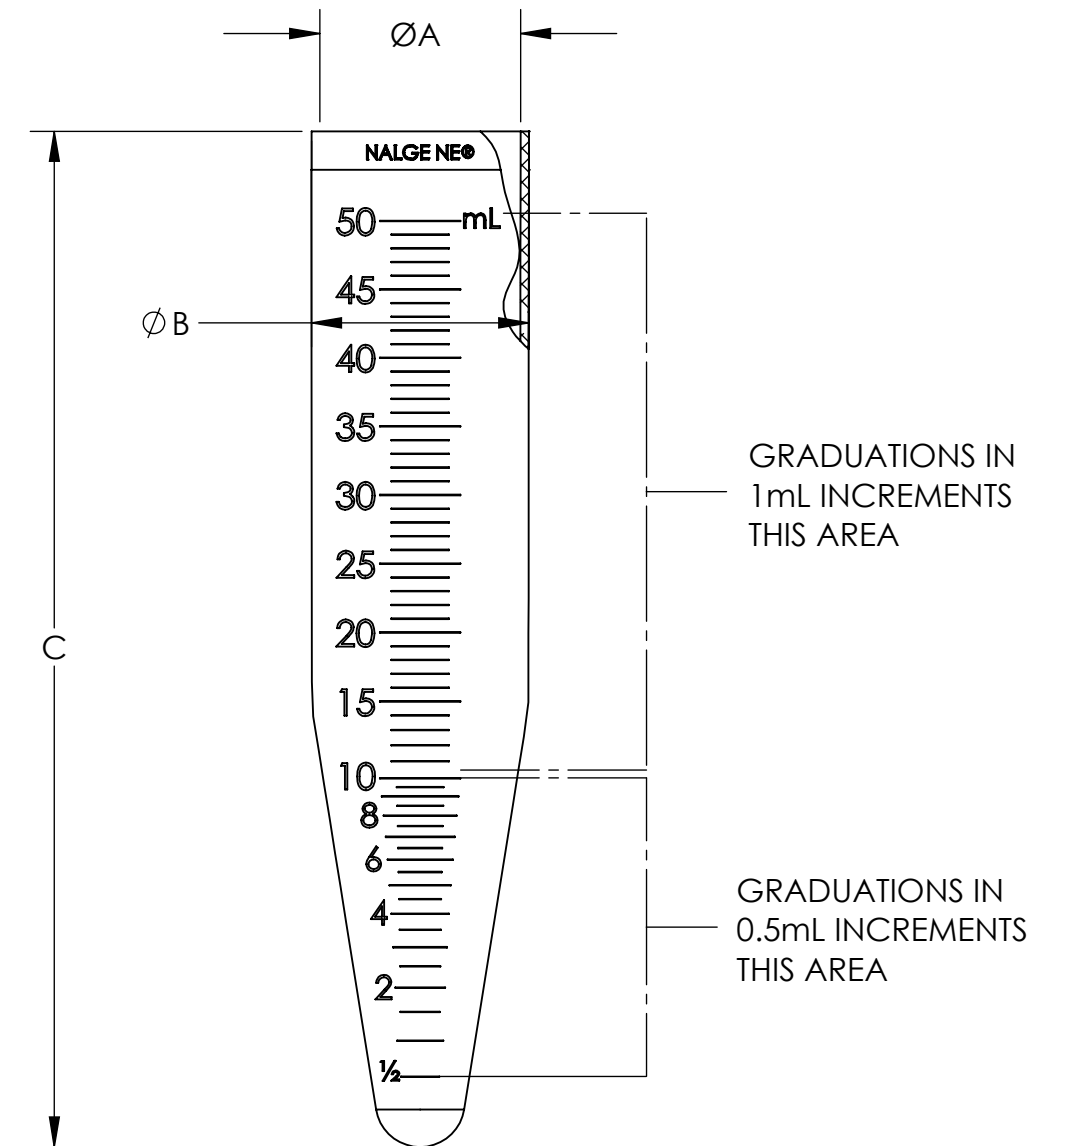 ØA
NALGE NE®
50 mL
45
ØB
40
35
30
25
20
15
10
8
6
4
2
½
C
GRADUATIONS IN
1mL INCREMENTS
THIS AREA
GRADUATIONS IN
0.5mL INCREMENTS
THIS AREA